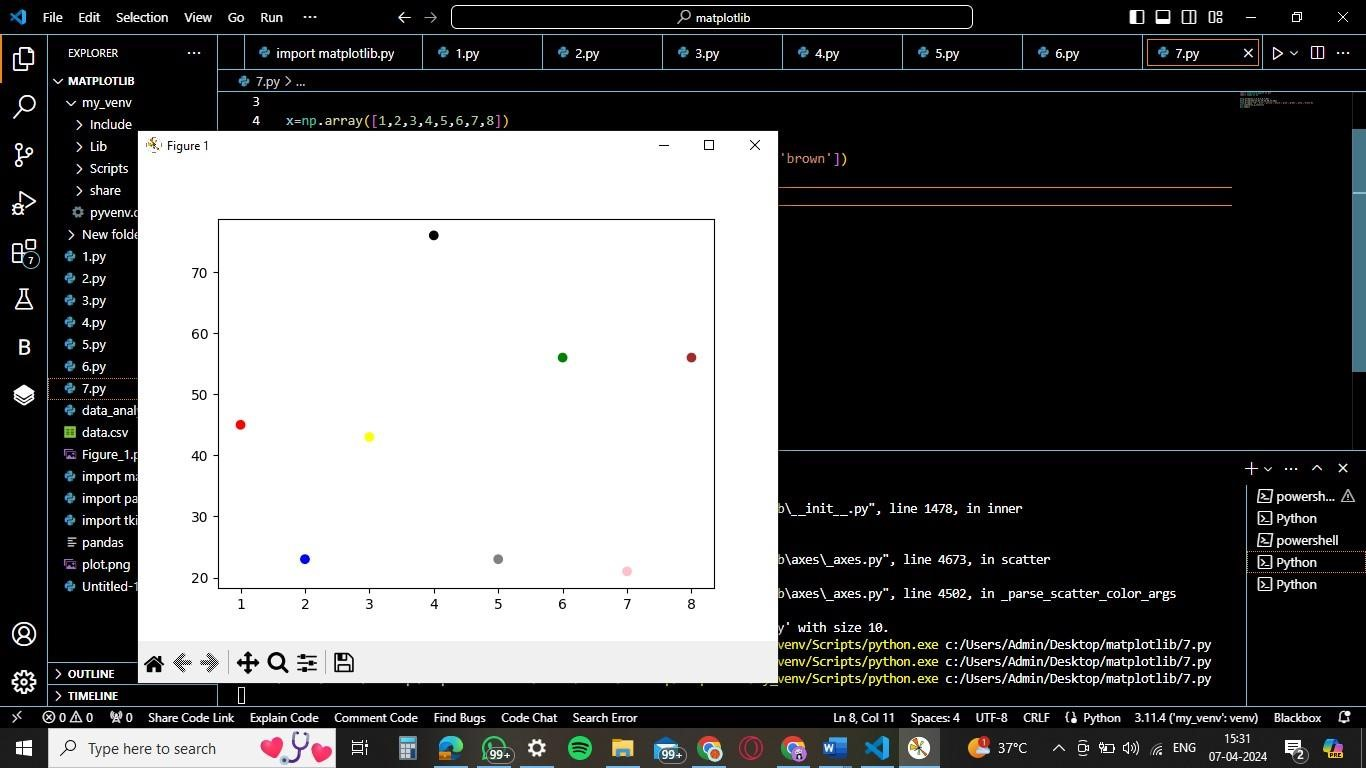 File Edit Selection View Go Run ··· matplotlib
EXPLORER ···
import matplotlib.py 1.py 2.py 3.py 4.py 5.py 6.py 7.py
MATPLOTLIB
7.py > ...
my_venv
Include
Lib
Scripts
share
pyvenv.c
New folde
1.py
2.py
3.py
4.py
5.py
6.py
7.py
data_anal
data.csv
Figure_1.p
import ma
import pa
import tki
pandas
plot.png
Untitled-1
OUTLINE
TIMELINE
3
4 x=np.array([1,2,3,4,5,6,7,8])
'brown'])
Figure 1
70
60
50
40
30
20
1 2 3 4 5 6 7 8
b\__init__.py", line 1478, in inner
b\axes\_axes.py", line 4673, in scatter
b\axes\_axes.py", line 4502, in _parse_scatter_color_args
y' with size 10.
venv/Scripts/python.exe c:/Users/Admin/Desktop/matplotlib/7.py
venv/Scripts/python.exe c:/Users/Admin/Desktop/matplotlib/7.py
venv/Scripts/python.exe c:/Users/Admin/Desktop/matplotlib/7.py
powersh...
Python
powershell
Python
Python
7
B
0 0 0 Share Code Link Explain Code Comment Code Find Bugs Code Chat Search Error Ln 8, Col 11 Spaces: 4 UTF-8 CRLF Python 3.11.4 ('my_venv': venv) Blackbox
Type here to search 99+ 99+ 1 37°C ENG 15:31 2
07-04-2024